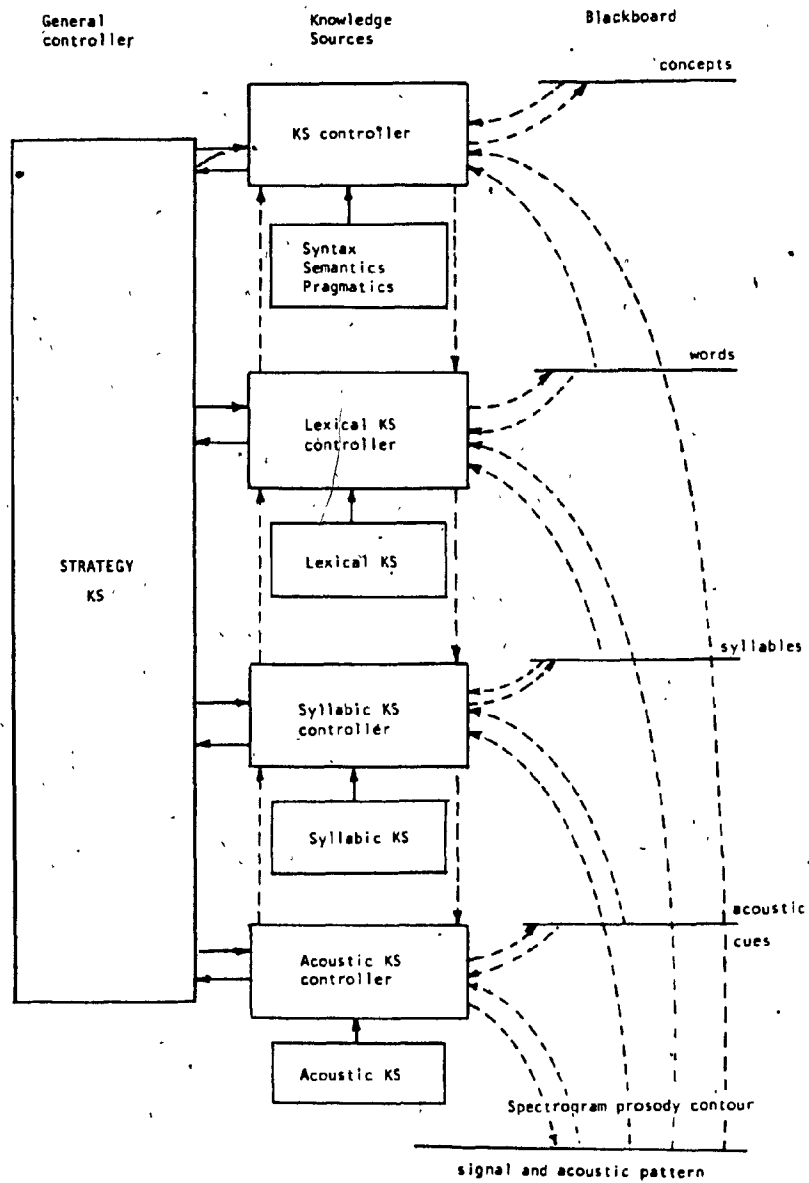 General
controller
Knowledge
Sources
Blackboard
concepts
KS controller
Syntax
Semantics
Pragmatics
words
Lexical KS
controller
Lexical KS
STRATEGY
KS
syllables
Syllabic KS
controller
Syllabic KS
acoustic
cues
Acoustic KS
controller
Acoustic KS
Spectrogram prosody contour
signal and acoustic pattern